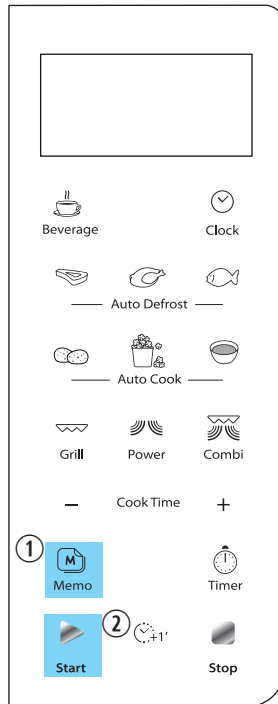 Beverage Clock
Auto Defrost
Auto Cook
Grill Power Combi
– Cook Time +
① M
Memo Timer
② +1′
Start Stop